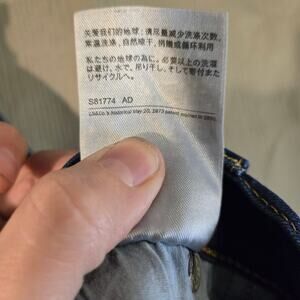 关爱我们的地球: 请尽量减少洗涤次数,
常温洗涤、自然晾干、捐赠或循环利用
私たちの地球の為に。必要以上の洗濯
は避け、水で、吊り干し、そして寄付また
リサイクルへ。
S81774 AD
LS&Co.'s historical May 20, 1873 patent